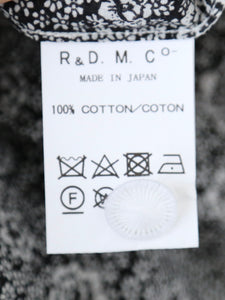 R&D. M. Co-
MADE IN JAPAN
100% COTTON/COTON
F